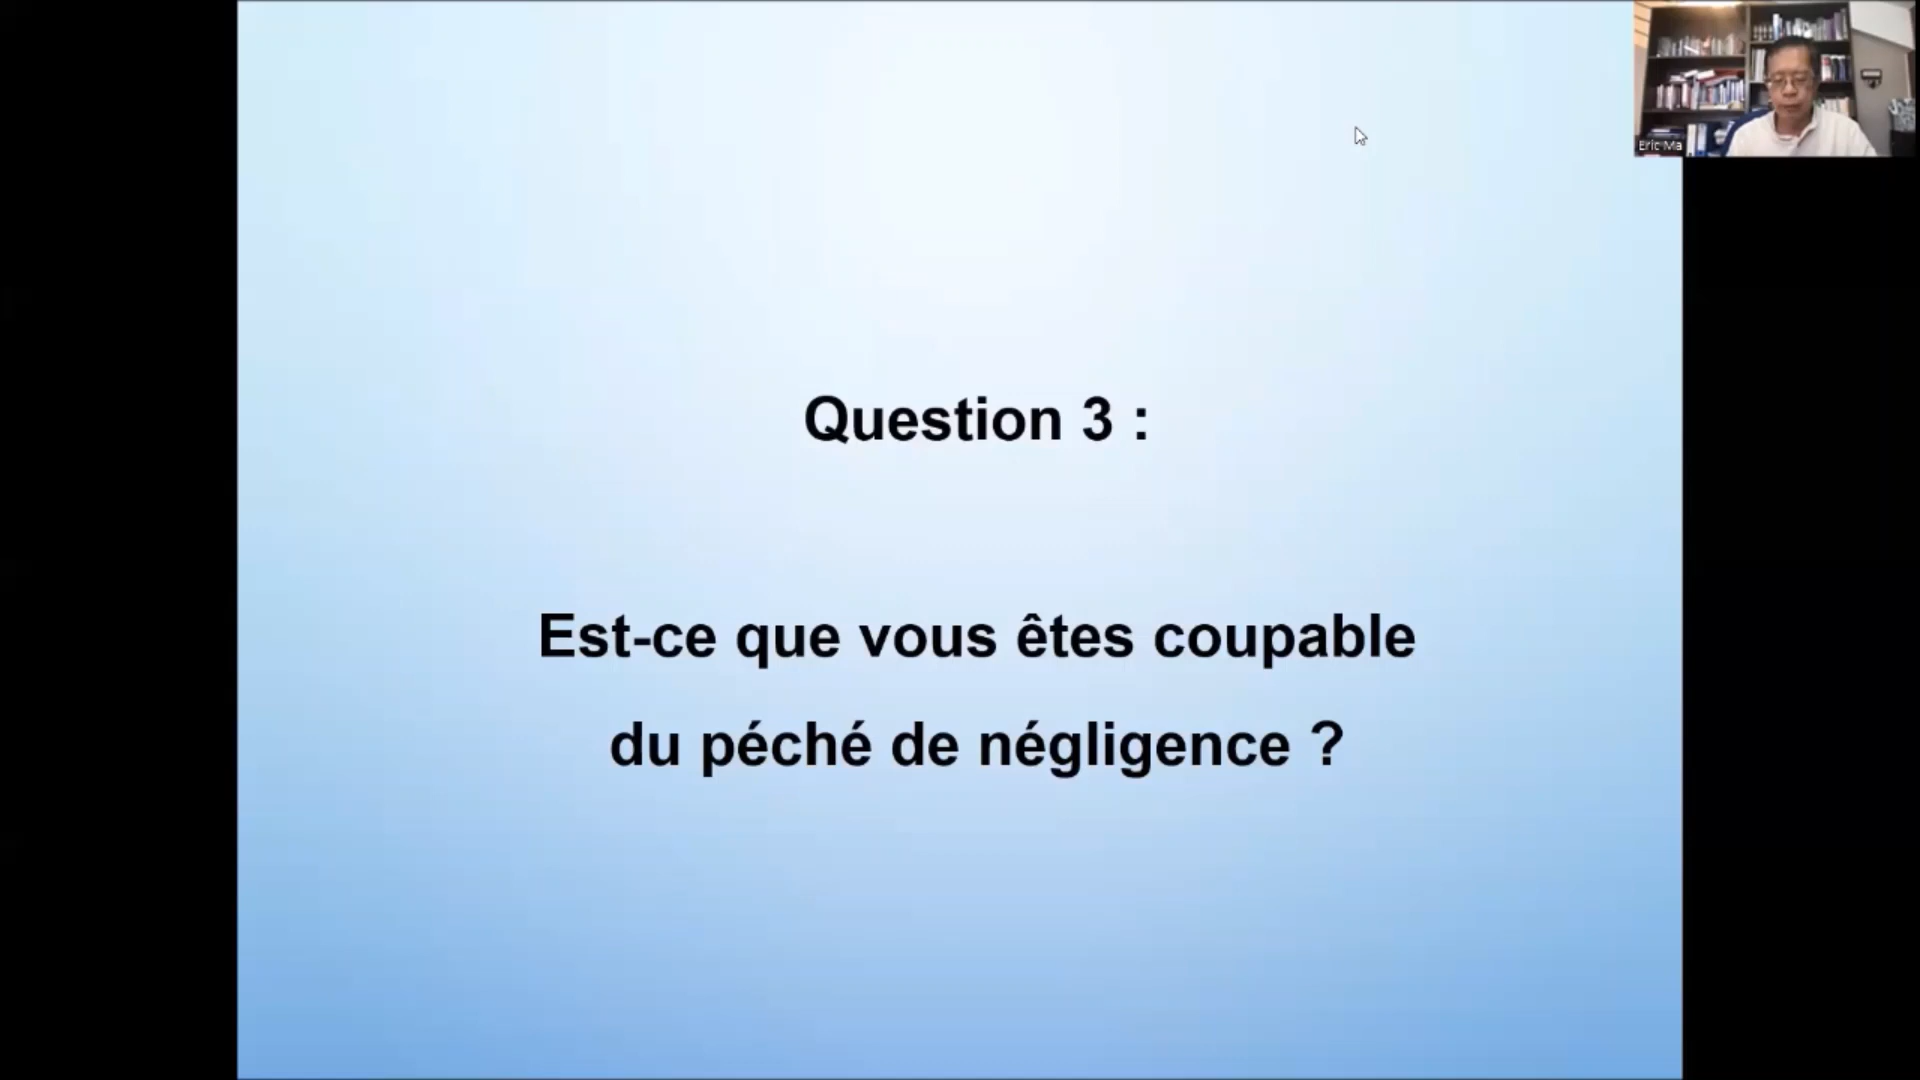 Eric Ma
Question 3 :
Est-ce que vous êtes coupable
du péché de négligence ?